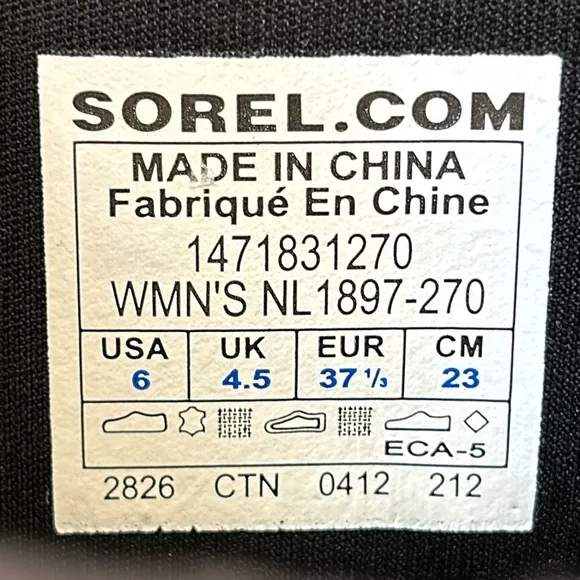 SOREL.COM
MADE IN CHINA
Fabriqué En Chine
1471831270
WMN'S NL1897-270
USA UK EUR CM
6 4.5 37 1/3 23
ECA-5
2826 CTN 0412 212